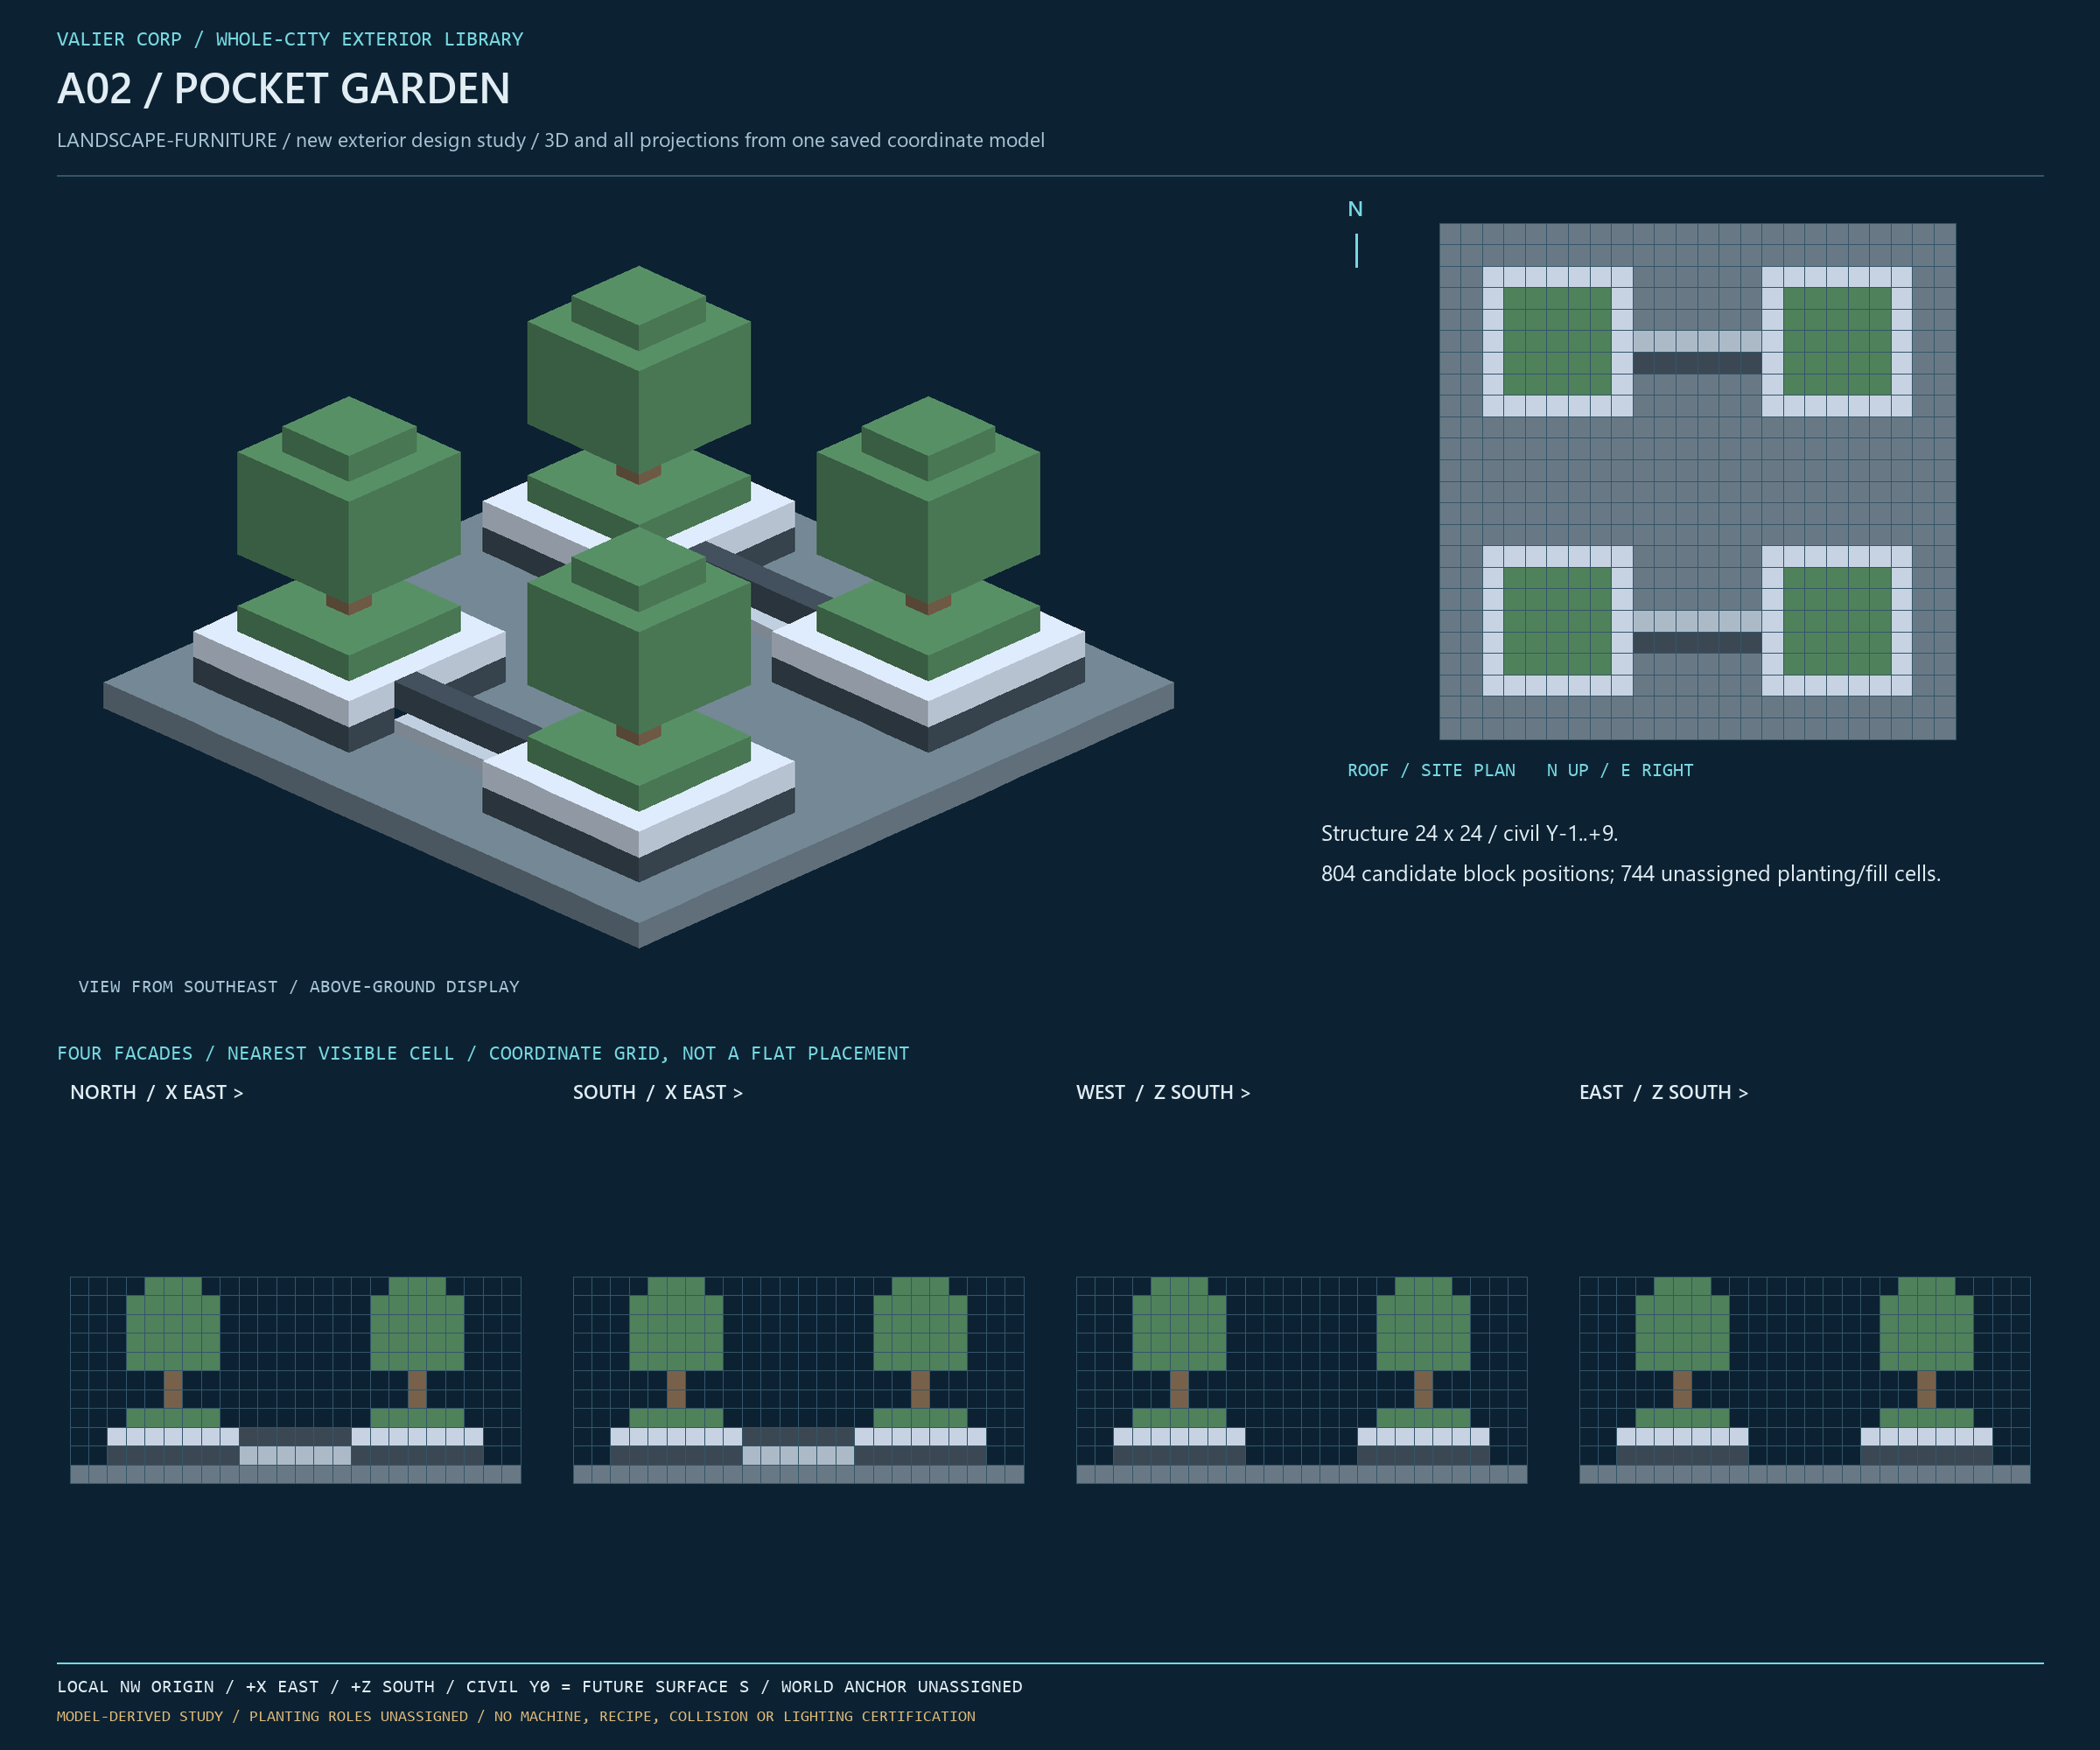 VALIER CORP / WHOLE-CITY EXTERIOR LIBRARY
A02 / POCKET GARDEN
LANDSCAPE-FURNITURE / new exterior design study / 3D and all projections from one saved coordinate model
N
ROOF / SITE PLAN N UP / E RIGHT
Structure 24 x 24 / civil Y-1..+9.
804 candidate block positions; 744 unassigned planting/fill cells.
VIEW FROM SOUTHEAST / ABOVE-GROUND DISPLAY
FOUR FACADES / NEAREST VISIBLE CELL / COORDINATE GRID, NOT A FLAT PLACEMENT
NORTH / X EAST >
SOUTH / X EAST >
WEST / Z SOUTH >
EAST / Z SOUTH >
LOCAL NW ORIGIN / +X EAST / +Z SOUTH / CIVIL Y0 = FUTURE SURFACE S / WORLD ANCHOR UNASSIGNED
MODEL-DERIVED STUDY / PLANTING ROLES UNASSIGNED / NO MACHINE, RECIPE, COLLISION OR LIGHTING CERTIFICATION